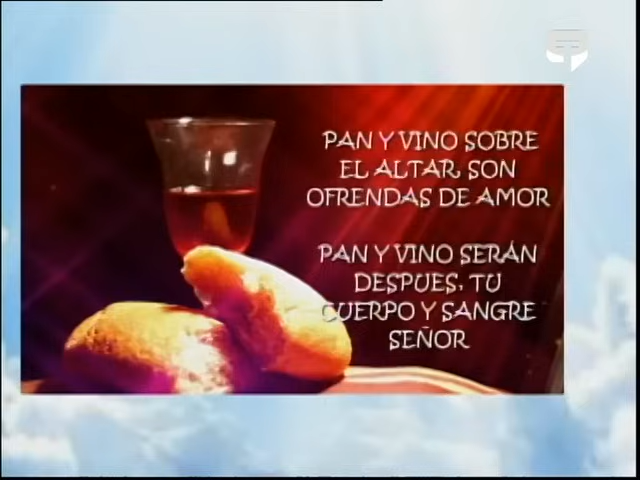 PAN Y VINO SOBRE
EL ALTAR SON
OFRENDAS DE AMOR
PAN Y VINO SERÁN
DESPUES, TU
CUERPO Y SANGRE
SEÑOR